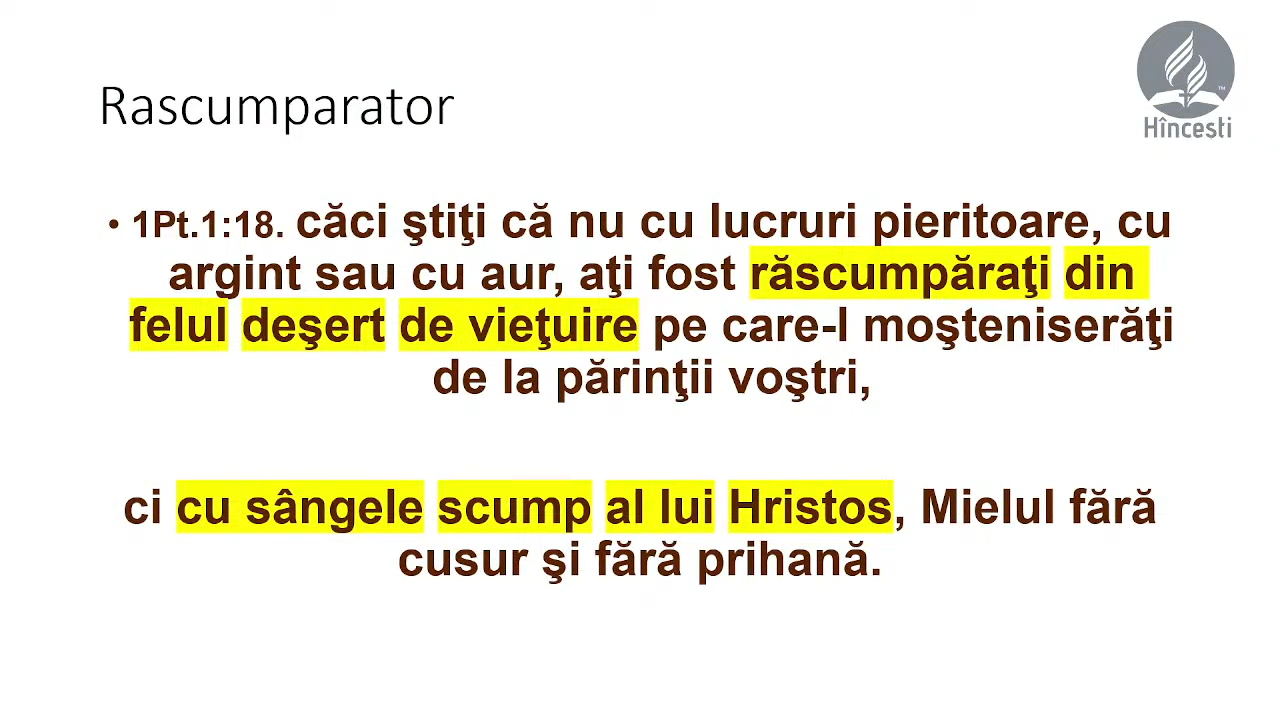 Rascumparator
Hîncești
• 1Pt.1:18. căci ştiţi că nu cu lucruri pieritoare, cu
argint sau cu aur, aţi fost răscumpăraţi din
felul deşert de vieţuire pe care-l moşteniserăţi
de la părinţii voştri,
ci cu sângele scump al lui Hristos, Mielul fără
cusur şi fără prihană.